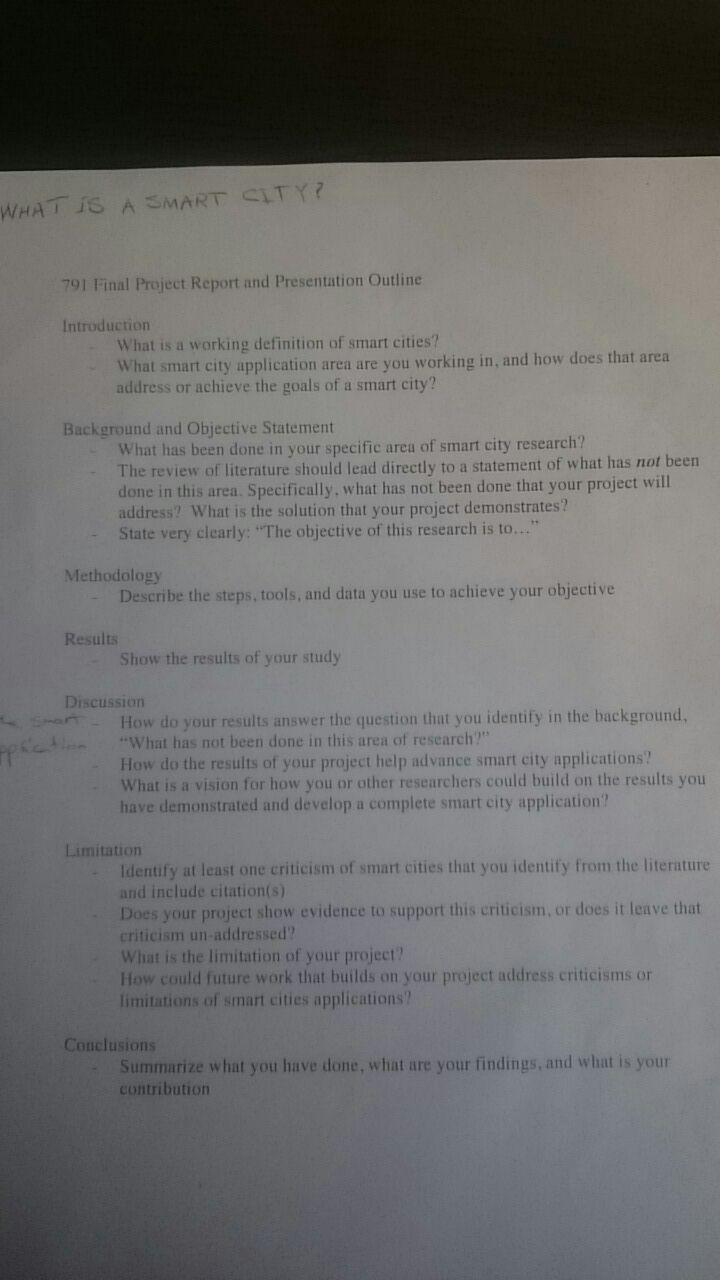 WHAT IS A SMART CITY?
791 Final Project Report and Presentation Outline
Introduction
- What is a working definition of smart cities?
- What smart city application area are you working in, and how does that area
address or achieve the goals of a smart city?
Background and Objective Statement
- What has been done in your specific area of smart city research?
- The review of literature should lead directly to a statement of what has not been
done in this area. Specifically, what has not been done that your project will
address? What is the solution that your project demonstrates?
- State very clearly: “The objective of this research is to…”
Methodology
- Describe the steps, tools, and data you use to achieve your objective
Results
- Show the results of your study
Discussion
smart
- How do your results answer the question that you identify in the background,
“What has not been done in this area of research?”
- How do the results of your project help advance smart city applications?
- What is a vision for how you or other researchers could build on the results you
have demonstrated and develop a complete smart city application?
Limitation
- Identify at least one criticism of smart cities that you identify from the literature
and include citation(s)
- Does your project show evidence to support this criticism, or does it leave that
criticism un-addressed?
- What is the limitation of your project?
- How could future work that builds on your project address criticisms or
limitations of smart cities applications?
Conclusions
- Summarize what you have done, what are your findings, and what is your
contribution